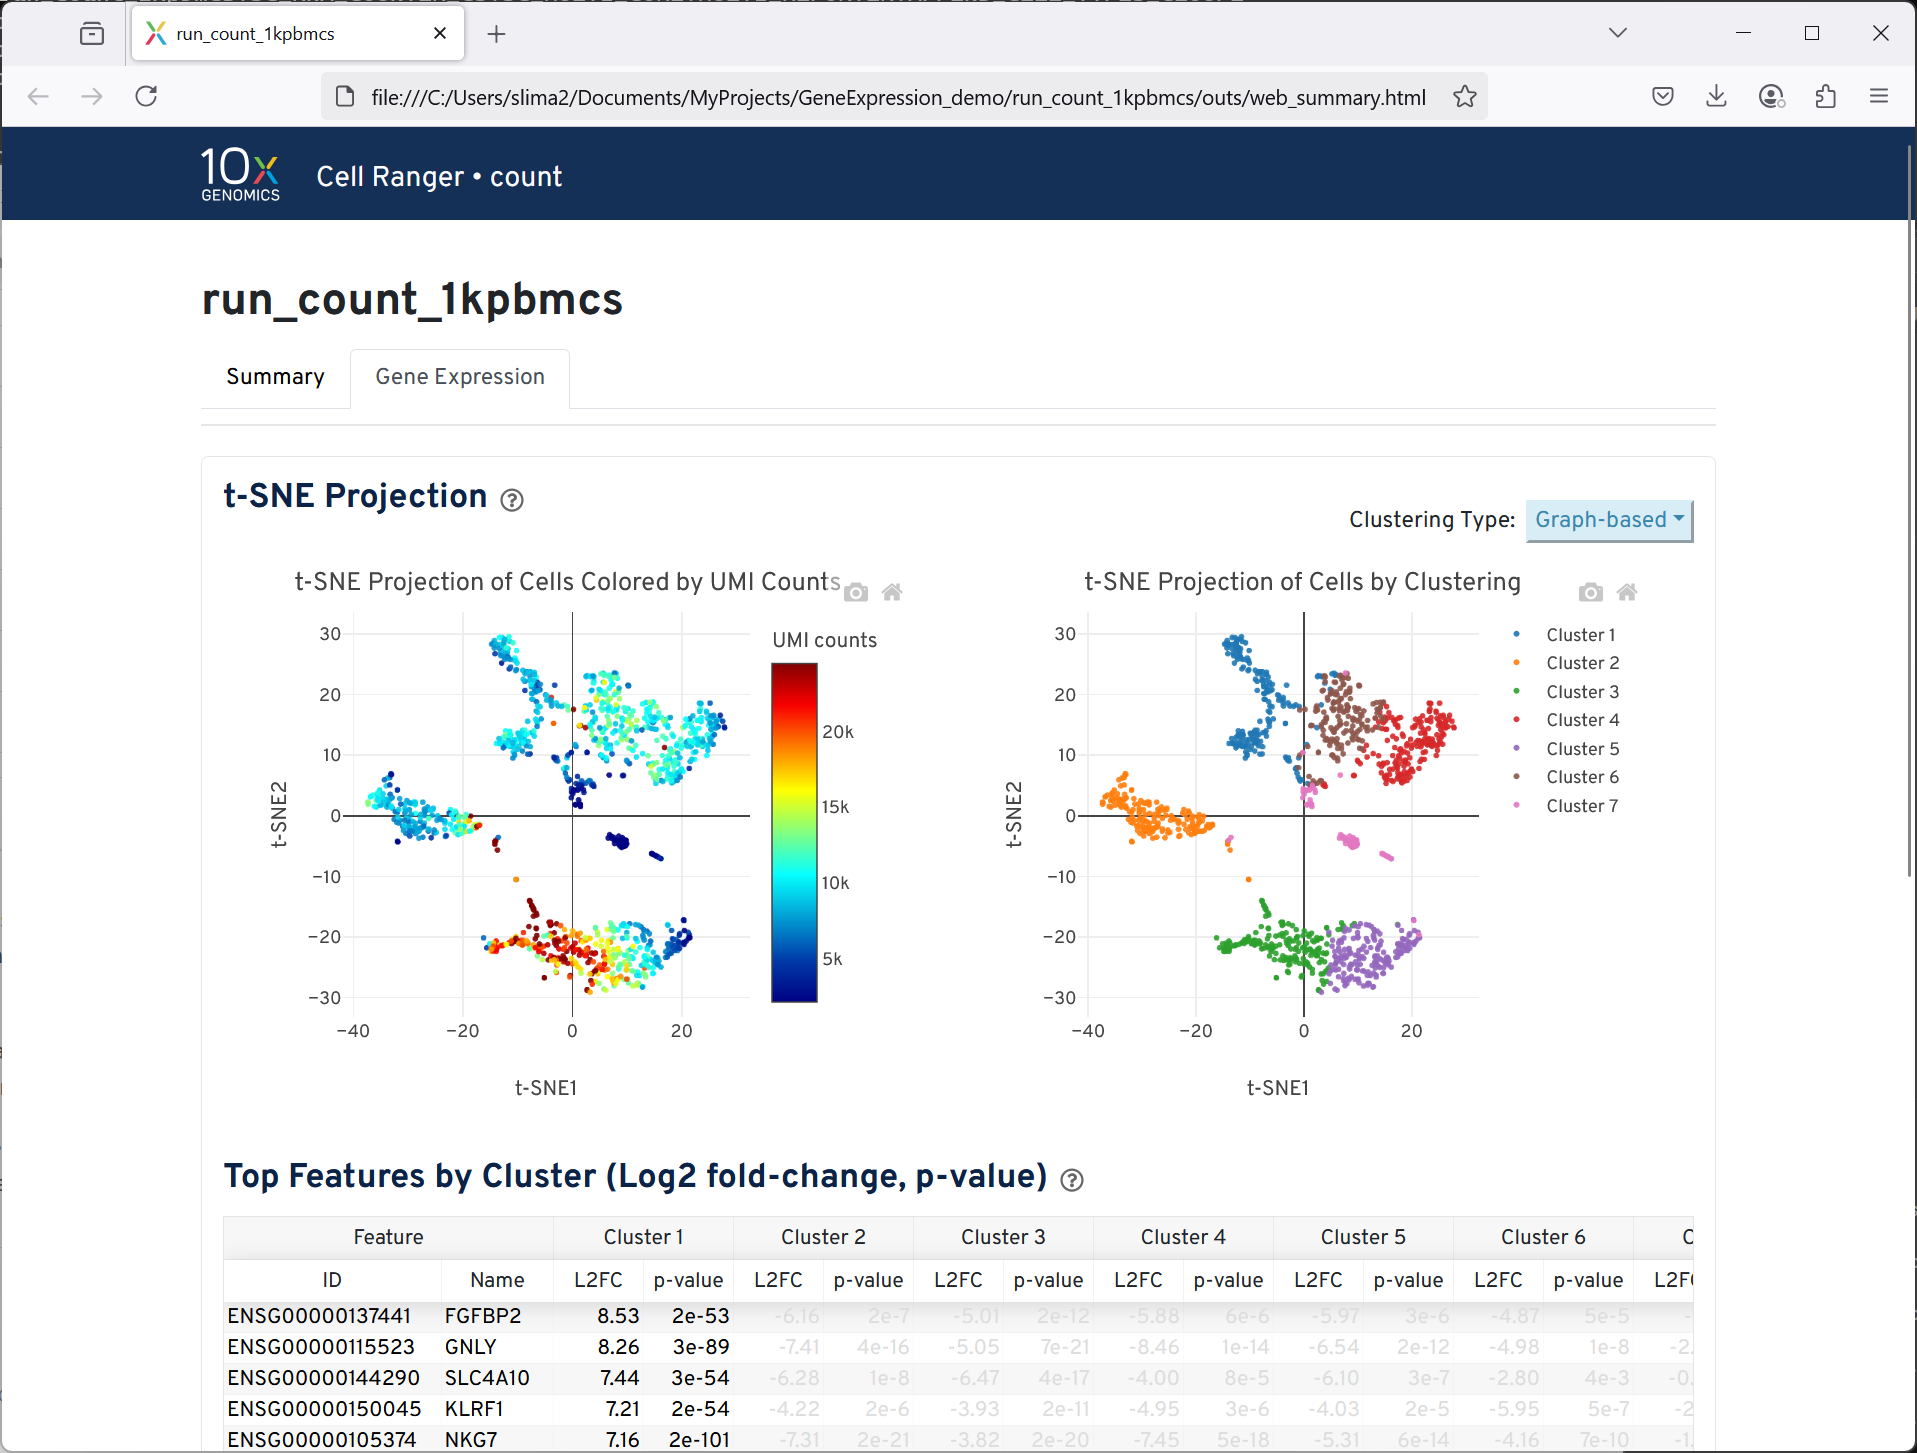 run_count_1kpbmcs
file:///C:/Users/slima2/Documents/MyProjects/GeneExpression_demo/run_count_1kpbmcs/outs/web_summary.html
10x GENOMICS
Cell Ranger • count
run_count_1kpbmcs
Summary
Gene Expression
t-SNE Projection ?
Clustering Type: Graph-based
t-SNE Projection of Cells Colored by UMI Counts
30
20
10
0
−10
−20
−30
t-SNE2
−40 −20 0 20
t-SNE1
UMI counts
20k
15k
10k
5k
t-SNE Projection of Cells by Clustering
30
20
10
0
−10
−20
−30
t-SNE2
−40 −20 0 20
t-SNE1
Cluster 1
Cluster 2
Cluster 3
Cluster 4
Cluster 5
Cluster 6
Cluster 7
Top Features by Cluster (Log2 fold-change, p-value) ?
Feature Cluster 1 Cluster 2 Cluster 3 Cluster 4 Cluster 5 Cluster 6
ID Name L2FC p-value L2FC p-value L2FC p-value L2FC p-value L2FC p-value L2FC p-value
ENSG00000137441 FGFBP2 8.53 2e-53 -6.16 2e-7 -5.01 2e-12 -5.88 6e-6 -5.97 3e-6 -4.87 5e-5
ENSG00000115523 GNLY 8.26 3e-89 -7.41 4e-16 -5.05 7e-21 -8.46 1e-14 -6.54 2e-12 -4.98 1e-8
ENSG00000144290 SLC4A10 7.44 3e-54 -6.28 1e-8 -6.47 4e-17 -4.00 8e-5 -6.10 3e-7 -2.80 4e-3
ENSG00000150045 KLRF1 7.21 2e-54 -4.22 2e-6 -3.93 2e-11 -4.95 3e-6 -4.03 2e-5 -5.95 5e-7
ENSG00000105374 NKG7 7.16 2e-101 -7.31 2e-21 -3.82 2e-20 -7.45 5e-18 -5.31 6e-14 -4.16 7e-10